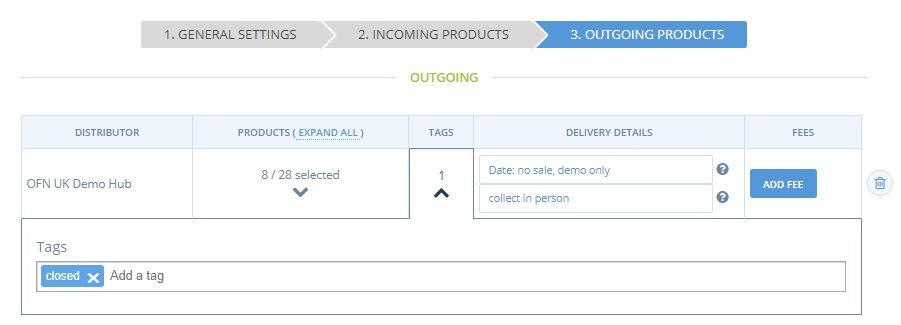 1. GENERAL SETTINGS 2. INCOMING PRODUCTS 3. OUTGOING PRODUCTS
OUTGOING
DISTRIBUTOR PRODUCTS ( EXPAND ALL ) TAGS DELIVERY DETAILS FEES
OFN UK Demo Hub 8 / 28 selected 1 Date: no sale, demo only ? ADD FEE
collect in person ?
Tags
closed × Add a tag